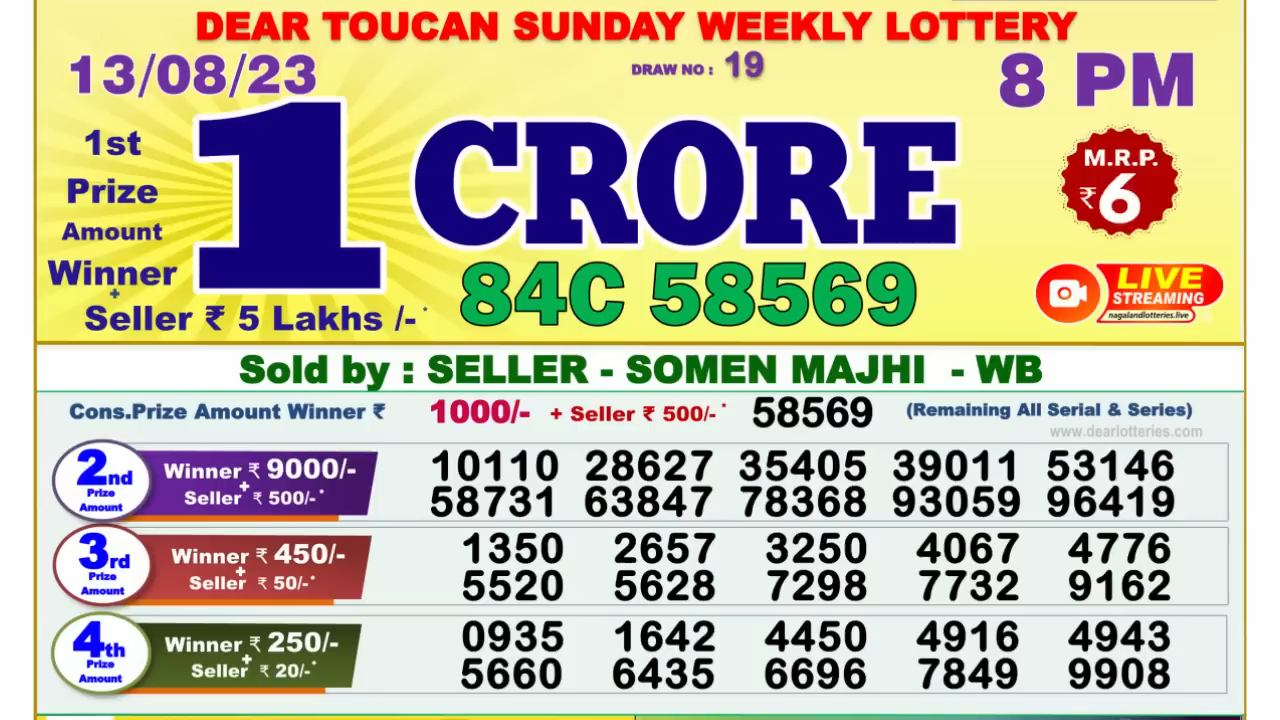 DEAR TOUCAN SUNDAY WEEKLY LOTTERY
13/08/23
DRAW NO : 19
8 PM
1st
Prize
Amount
Winner
+
Seller ₹ 5 Lakhs /-*
1 CRORE
84C 58569
M.R.P.
₹6
LIVE
STREAMING
nagalandlotteries.live
Sold by : SELLER - SOMEN MAJHI - WB
Cons.Prize Amount Winner ₹ 1000/- + Seller ₹ 500/-* 58569 (Remaining All Serial & Series)
www.dearlotteries.com
2nd
Prize
Amount
Winner ₹ 9000/-
+
Seller ₹ 500/-*
10110 28627 35405 39011 53146
58731 63847 78368 93059 96419
3rd
Prize
Amount
Winner ₹ 450/-
+
Seller ₹ 50/-*
1350 2657 3250 4067 4776
5520 5628 7298 7732 9162
4th
Prize
Amount
Winner ₹ 250/-
+
Seller ₹ 20/-*
0935 1642 4450 4916 4943
5660 6435 6696 7849 9908